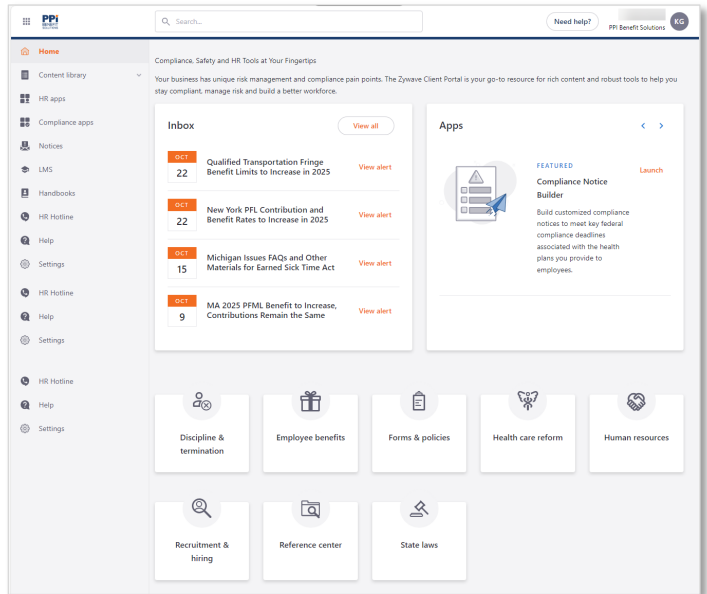 PPi
BENEFIT
SOLUTIONS
Search...
Need help?
PPI Benefit Solutions
KG
Home
Content library
HR apps
Compliance apps
Notices
LMS
Handbooks
HR Hotline
Help
Settings
HR Hotline
Help
Settings
HR Hotline
Help
Settings
Compliance, Safety and HR Tools at Your Fingertips
Your business has unique risk management and compliance pain points. The Zywave Client Portal is your go-to resource for rich content and robust tools to help you
stay compliant, manage risk and build a better workforce.
Inbox
View all
OCT
22
Qualified Transportation Fringe
Benefit Limits to Increase in 2025
View alert
OCT
22
New York PFL Contribution and
Benefit Rates to Increase in 2025
View alert
OCT
15
Michigan Issues FAQs and Other
Materials for Earned Sick Time Act
View alert
OCT
9
MA 2025 PFML Benefit to Increase,
Contributions Remain the Same
View alert
Apps
FEATURED
Launch
Compliance Notice
Builder
Build customized compliance
notices to meet key federal
compliance deadlines
associated with the health
plans you provide to
employees.
Discipline &
termination
Employee benefits
Forms & policies
Health care reform
Human resources
Recruitment &
hiring
Reference center
State laws